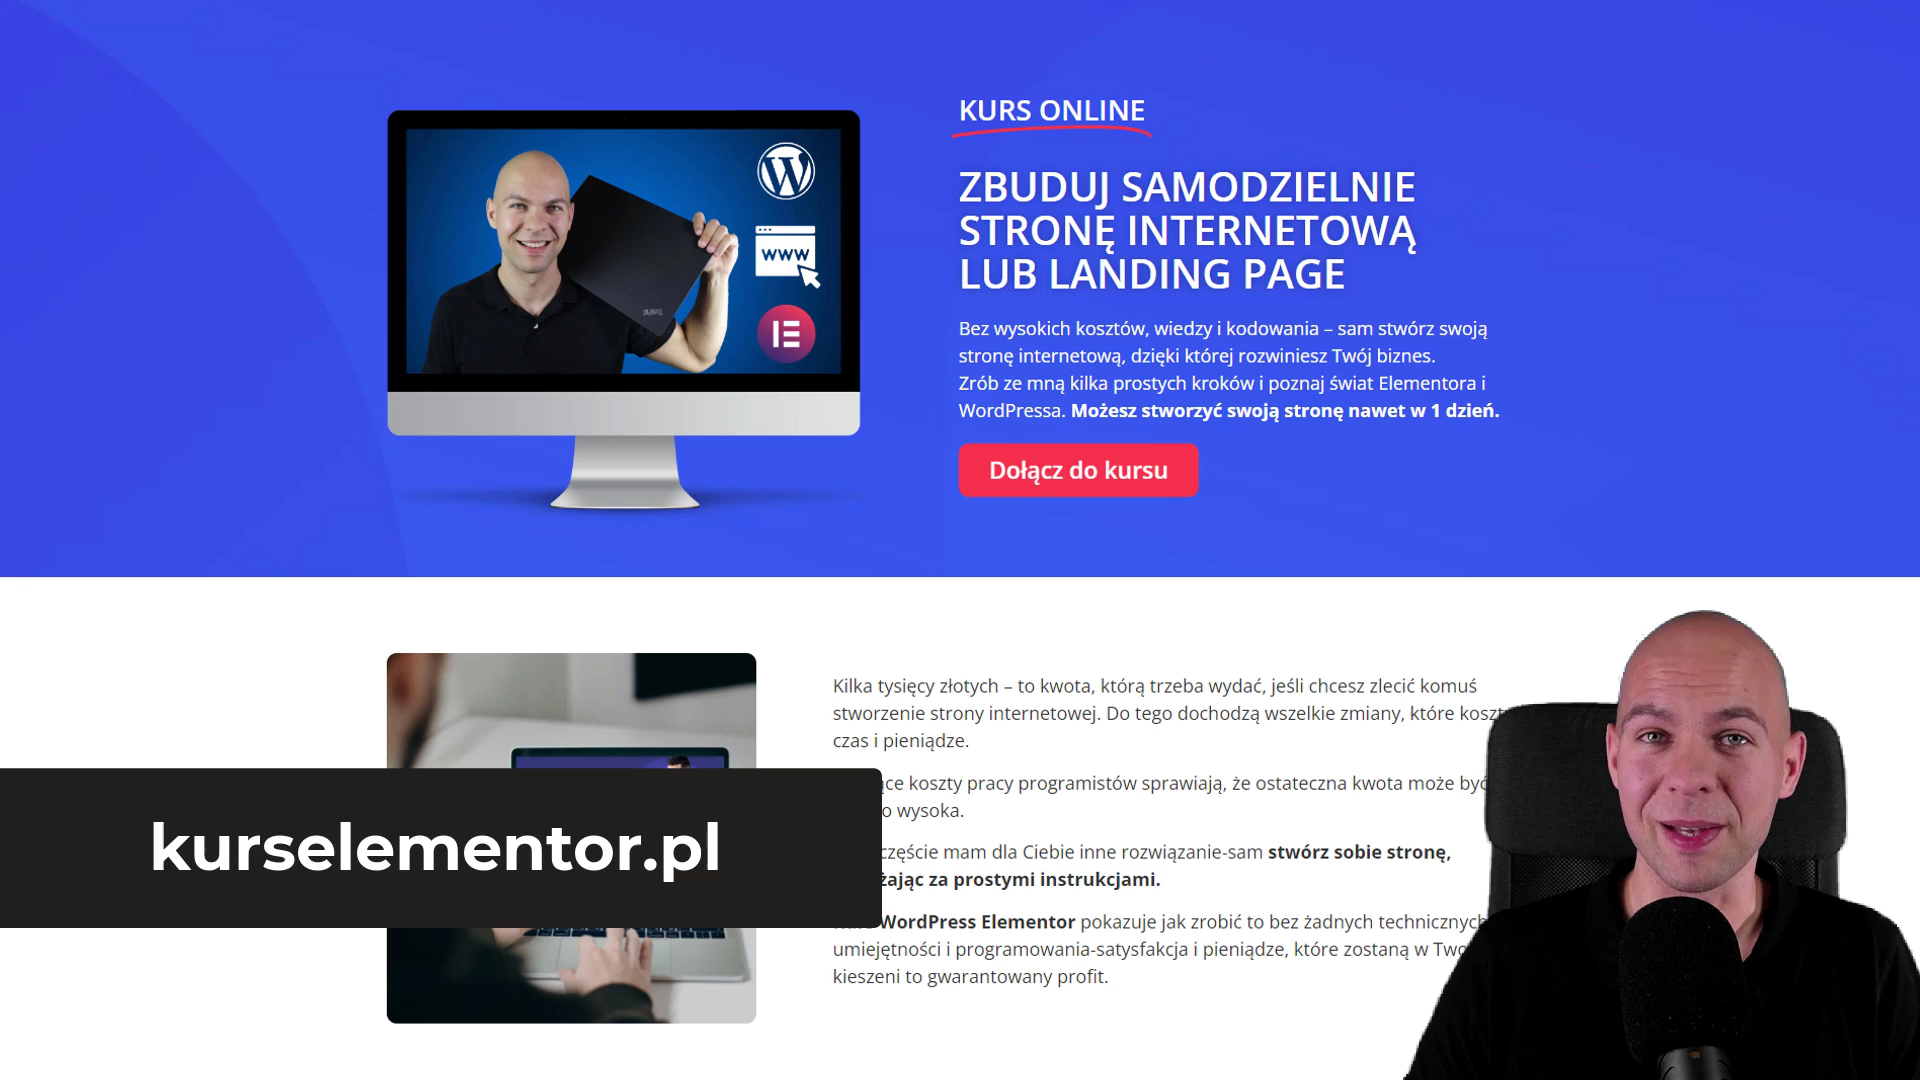 KURS ONLINE
ZBUDUJ SAMODZIELNIE
STRONĘ INTERNETOWĄ
LUB LANDING PAGE
Bez wysokich kosztów, wiedzy i kodowania – sam stwórz swoją
stronę internetową, dzięki której rozwiniesz Twój biznes.
Zrób ze mną kilka prostych kroków i poznaj świat Elementora i
WordPressa. Możesz stworzyć swoją stronę nawet w 1 dzień.
Dołącz do kursu
WWW
ThinkPad
Kilka tysięcy złotych – to kwota, którą trzeba wydać, jeśli chcesz zlecić komuś
stworzenie strony internetowej. Do tego dochodzą wszelkie zmiany, które
czas i pieniądze.
koszty pracy programistów sprawiają, że ostateczna kwota może być
wysoka.
mam dla Ciebie inne rozwiązanie-sam stwórz sobie stronę,
za prostymi instrukcjami.
WordPress Elementor pokazuje jak zrobić to bez żadnych technicznych
umiejętności i programowania-satysfakcja i pieniądze, które zostaną w
kieszeni to gwarantowany profit.
kurselementor.pl